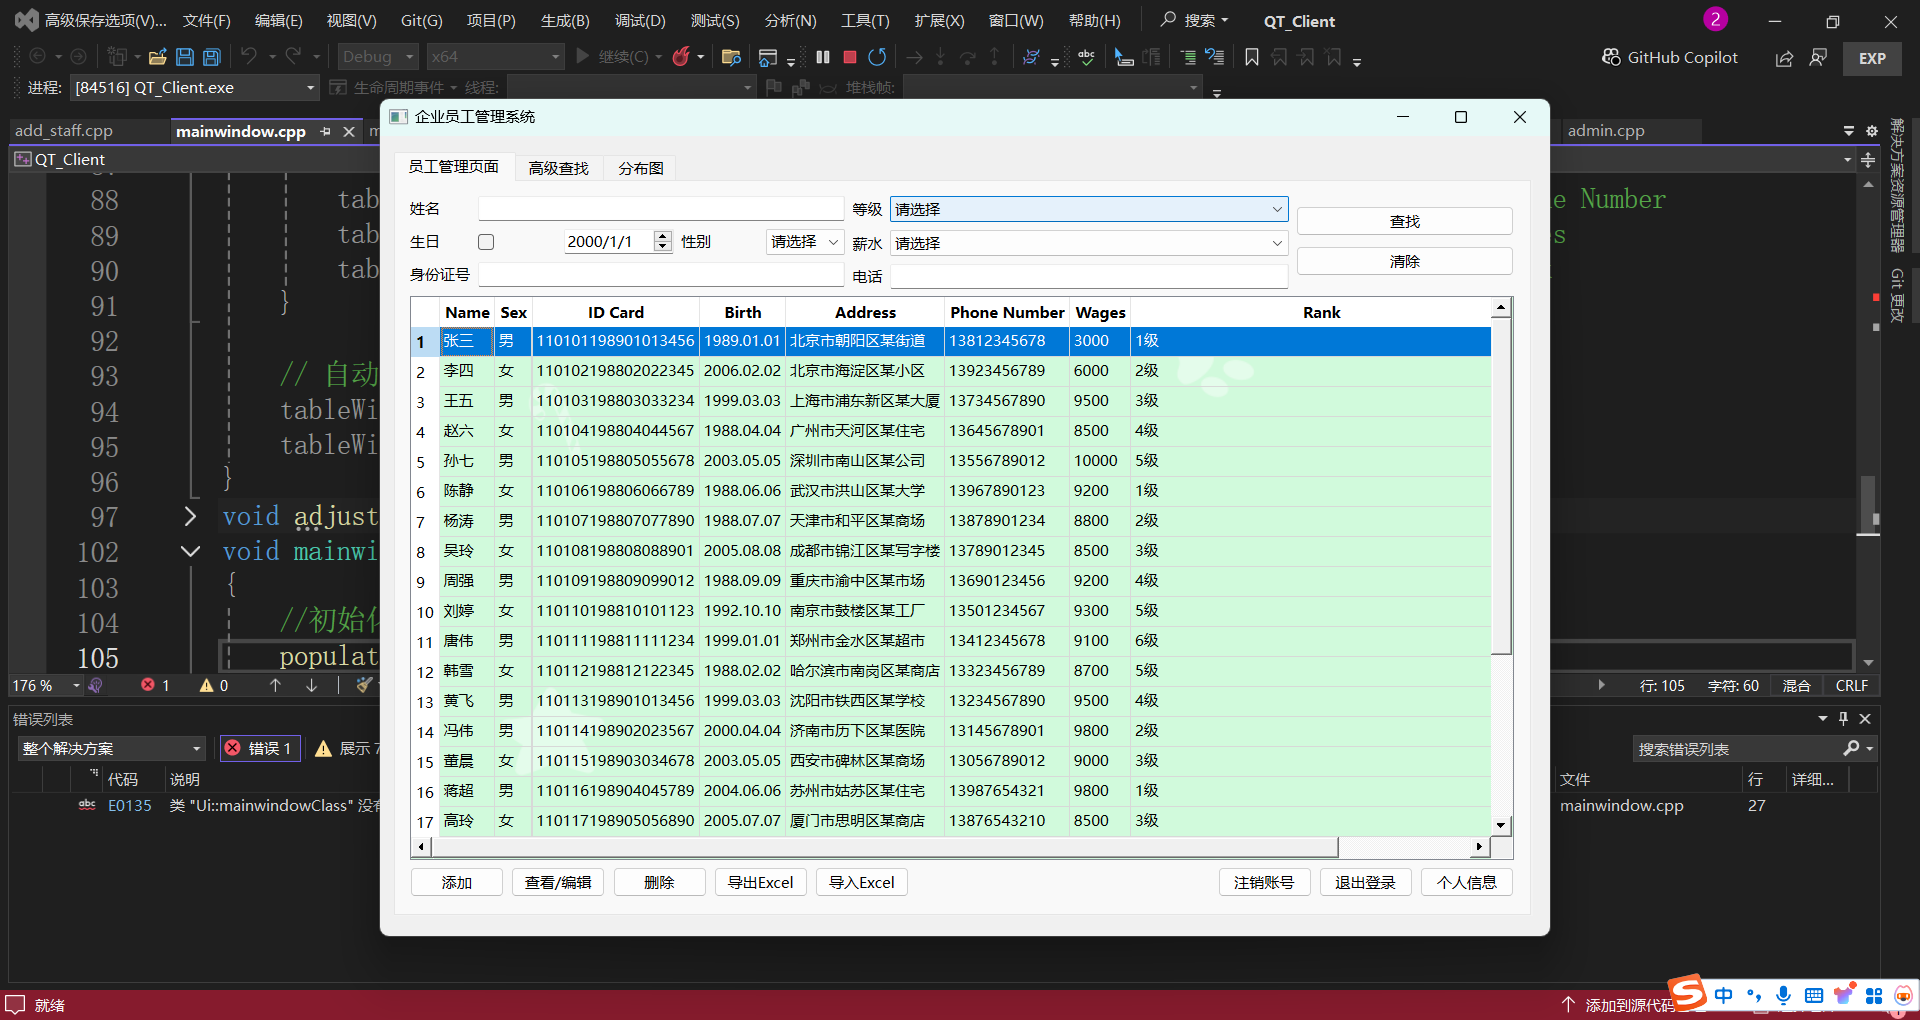 高级保存选项(V)... 文件(F) 编辑(E) 视图(V) Git(G) 项目(P) 生成(B) 调试(D) 测试(S) 分析(N) 工具(T) 扩展(X) 窗口(W) 帮助(H) 搜索 QT_Client 2
Debug x64 继续(C) GitHub Copilot EXP
进程: [84516] QT_Client.exe 生命周期事件 线程: 堆栈帧:
add_staff.cpp mainwindow.cpp admin.cpp
QT_Client
企业员工管理系统
员工管理页面 高级查找 分布图
姓名 等级 请选择 查找
生日 2000/1/1 性别 请选择 薪水 请选择 清除
身份证号 电话
Name Sex ID Card Birth Address Phone Number Wages Rank
1 张三 男 110101198901013456 1989.01.01 北京市朝阳区某街道 13812345678 3000 1级
2 李四 女 110102198802022345 2006.02.02 北京市海淀区某小区 13923456789 6000 2级
3 王五 男 110103198803033234 1999.03.03 上海市浦东新区某大厦 13734567890 9500 3级
4 赵六 女 110104198804044567 1988.04.04 广州市天河区某住宅 13645678901 8500 4级
5 孙七 男 110105198805055678 2003.05.05 深圳市南山区某公司 13556789012 10000 5级
6 陈静 女 110106198806066789 1988.06.06 武汉市洪山区某大学 13967890123 9200 1级
7 杨涛 男 110107198807077890 1988.07.07 天津市和平区某商场 13878901234 8800 2级
8 吴玲 女 110108198808088901 2005.08.08 成都市锦江区某写字楼 13789012345 8500 3级
9 周强 男 110109198809099012 1988.09.09 重庆市渝中区某市场 13690123456 9200 4级
10 刘婷 女 110110198810101123 1992.10.10 南京市鼓楼区某工厂 13501234567 9300 5级
11 唐伟 男 110111198811111234 1999.01.01 郑州市金水区某超市 13412345678 9100 6级
12 韩雪 女 110112198812122345 1988.02.02 哈尔滨市南岗区某商店 13323456789 8700 5级
13 黄飞 男 110113198901013456 1999.03.03 沈阳市铁西区某学校 13234567890 9500 4级
14 冯伟 男 110114198902023567 2000.04.04 济南市历下区某医院 13145678901 9800 2级
15 董晨 女 110115198903034678 2003.05.05 西安市碑林区某商场 13056789012 9000 3级
16 蒋超 男 110116198904045789 2004.06.06 苏州市姑苏区某住宅 13987654321 9800 1级
17 高玲 女 110117198905056890 2005.07.07 厦门市思明区某商店 13876543210 8500 3级
添加 查看/编辑 删除 导出Excel 导入Excel 注销账号 退出登录 个人信息
88 tab
89 tab
90 tab
91 }
92
93 // 自动
94 tableWi
95 tableWi
96 }
97 void adjust
102 void mainwi
103 {
104 //初始化
105 populat
e Number
s
176 % 1 0 行: 105 字符: 60 混合 CRLF
错误列表
整个解决方案 错误 1 展示 7 搜索错误列表
代码 说明 文件 行 详细...
abc E0135 类 "Ui::mainwindowClass" 没有 mainwindow.cpp 27
就绪 添加到源代码 中
解决方案资源管理器
Git 更改